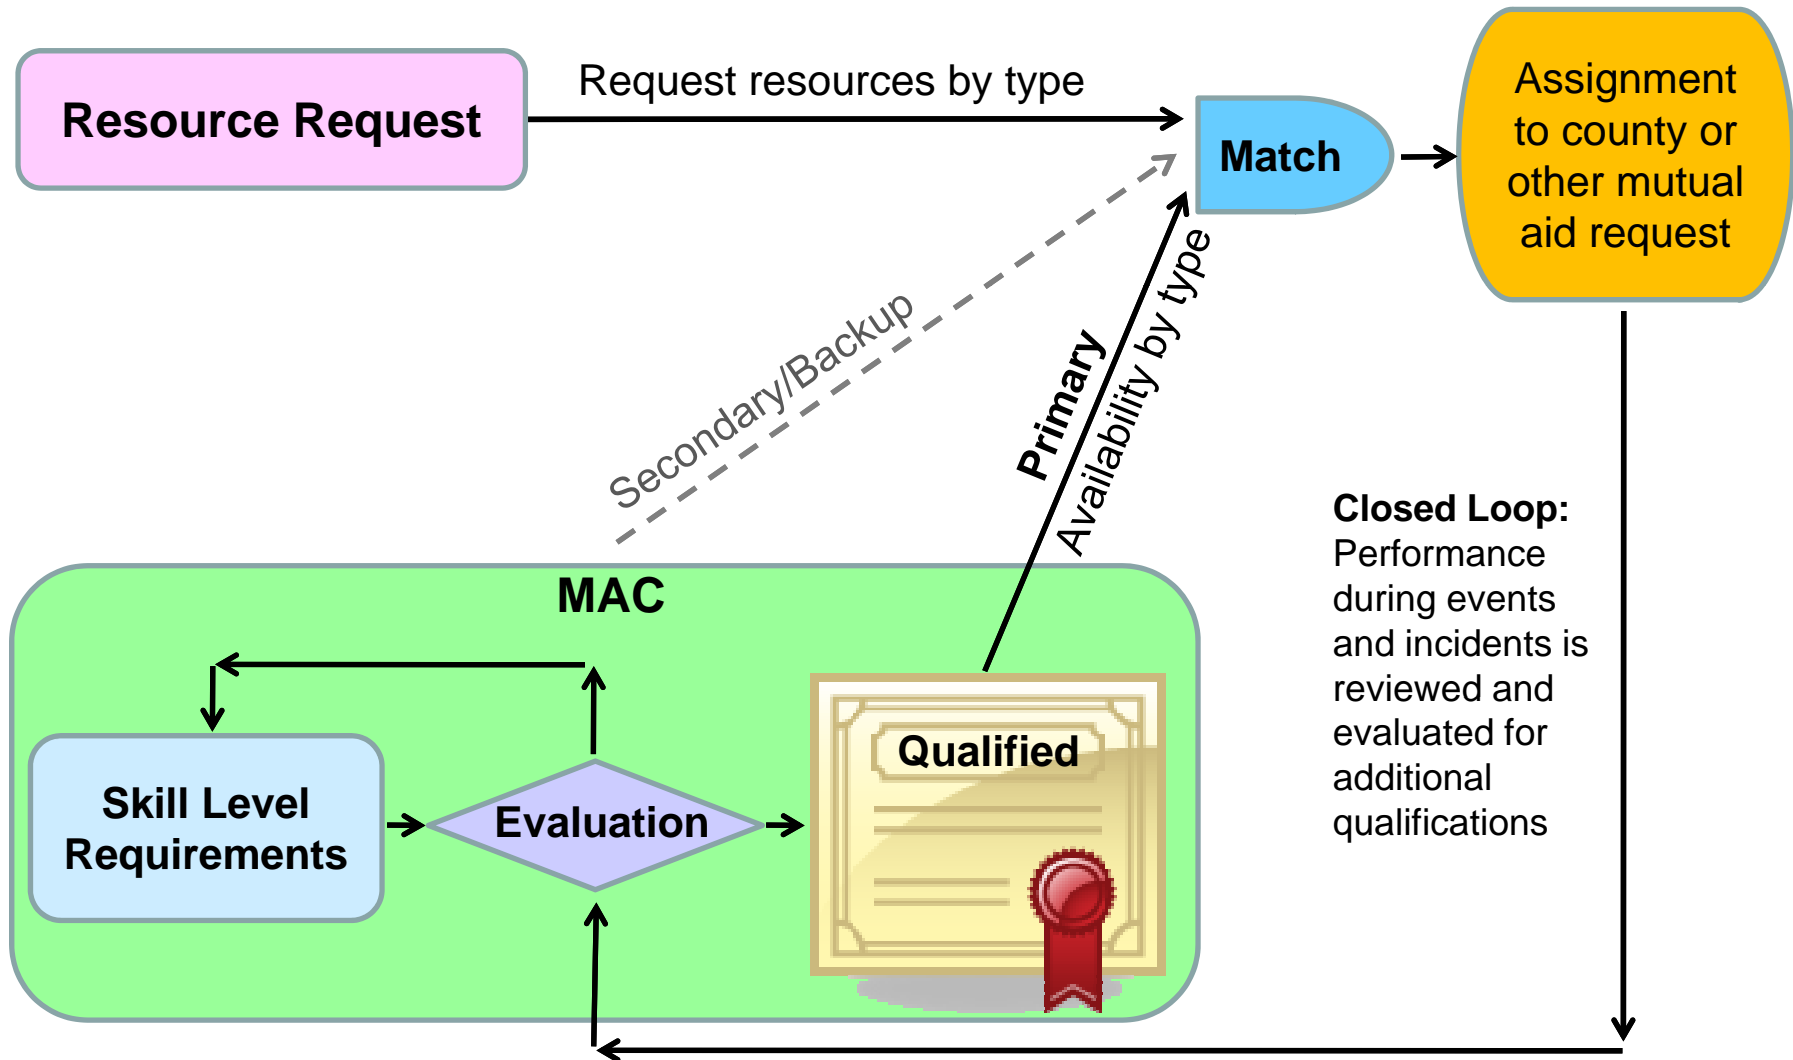 Resource Request
Request resources by type
Match
Assignment
to county or
other mutual
aid request
Secondary/Backup
Primary
Availability by type
Closed Loop:
Performance
during events
and incidents is
reviewed and
evaluated for
additional
qualifications
MAC
Skill Level
Requirements
Evaluation
Qualified